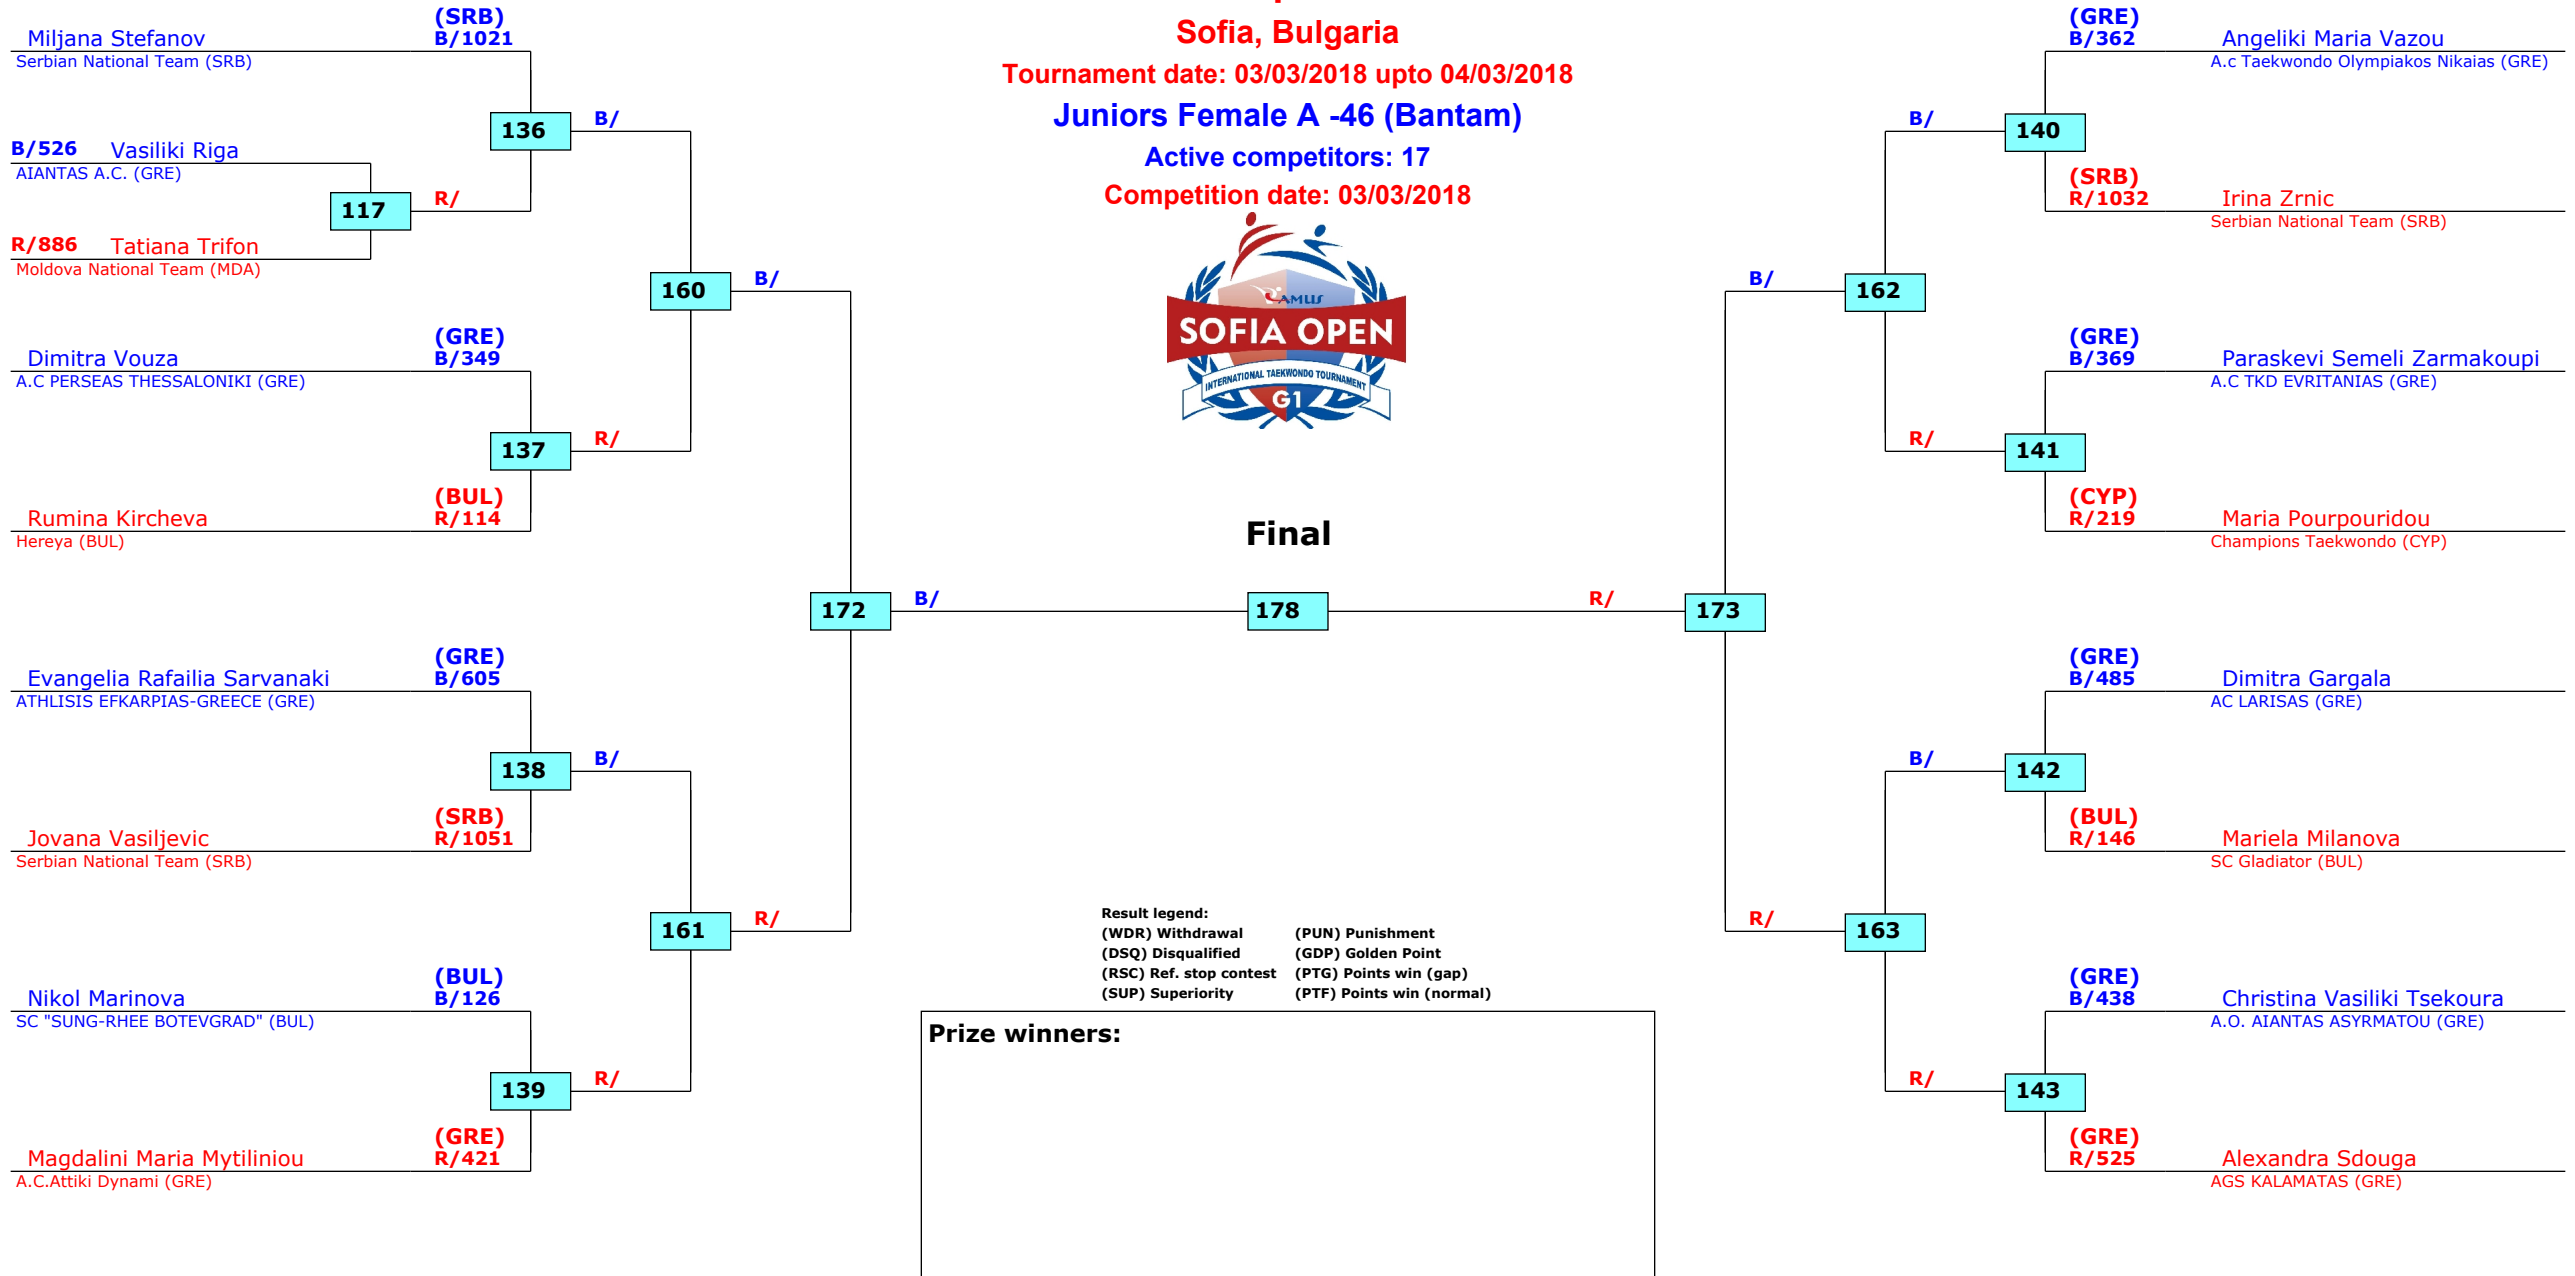 Sofia, Bulgaria
Tournament date: 03/03/2018 upto 04/03/2018
Juniors Female A -46 (Bantam)
Active competitors: 17
Competition date: 03/03/2018
AMUS
SOFIA OPEN
INTERNATIONAL TAEKWONDO TOURNAMENT
G1
(SRB)
Miljana Stefanov B/1021
Serbian National Team (SRB)
136 B/
B/526 Vasiliki Riga
AIANTAS A.C. (GRE)
117 R/
R/886 Tatiana Trifon
Moldova National Team (MDA)
160 B/
(GRE)
Dimitra Vouza B/349
A.C PERSEAS THESSALONIKI (GRE)
137 R/
(BUL)
Rumina Kircheva R/114
Hereya (BUL)
172 B/
(GRE)
Evangelia Rafailia Sarvanaki B/605
ATHLISIS EFKARPIAS-GREECE (GRE)
138 B/
(SRB)
Jovana Vasiljevic R/1051
Serbian National Team (SRB)
161 R/
(BUL)
Nikol Marinova B/126
SC "SUNG-RHEE BOTEVGRAD" (BUL)
139 R/
(GRE)
Magdalini Maria Mytiliniou R/421
A.C.Attiki Dynami (GRE)
Final
178
(GRE)
B/362 Angeliki Maria Vazou
A.c Taekwondo Olympiakos Nikaias (GRE)
B/ 140
(SRB)
R/1032 Irina Zrnic
Serbian National Team (SRB)
B/ 162
(GRE)
B/369 Paraskevi Semeli Zarmakoupi
A.C TKD EVRITANIAS (GRE)
R/ 141
(CYP)
R/219 Maria Pourpouridou
Champions Taekwondo (CYP)
R/ 173
(GRE)
B/485 Dimitra Gargala
AC LARISAS (GRE)
B/ 142
(BUL)
R/146 Mariela Milanova
SC Gladiator (BUL)
R/ 163
(GRE)
B/438 Christina Vasiliki Tsekoura
A.O. AIANTAS ASYRMATOU (GRE)
R/ 143
(GRE)
R/525 Alexandra Sdouga
AGS KALAMATAS (GRE)
Result legend:
(WDR) Withdrawal (PUN) Punishment
(DSQ) Disqualified (GDP) Golden Point
(RSC) Ref. stop contest (PTG) Points win (gap)
(SUP) Superiority (PTF) Points win (normal)
Prize winners: